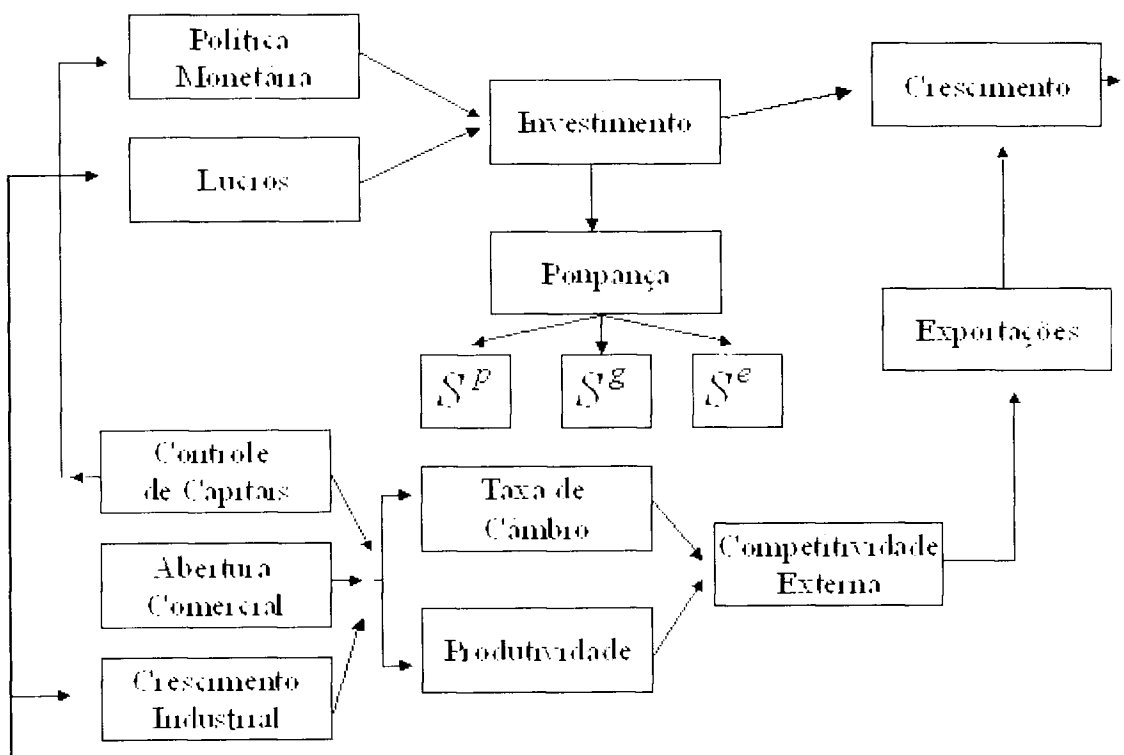 Política
Monetária
Crescimento
Investimento
Lucros
Poupança
Exportações
S^p
S^g
S^e
Controle
de Capitais
Taxa de
Câmbio
Competitividade
Externa
Abertura
Comercial
Produtividade
Crescimento
Industrial